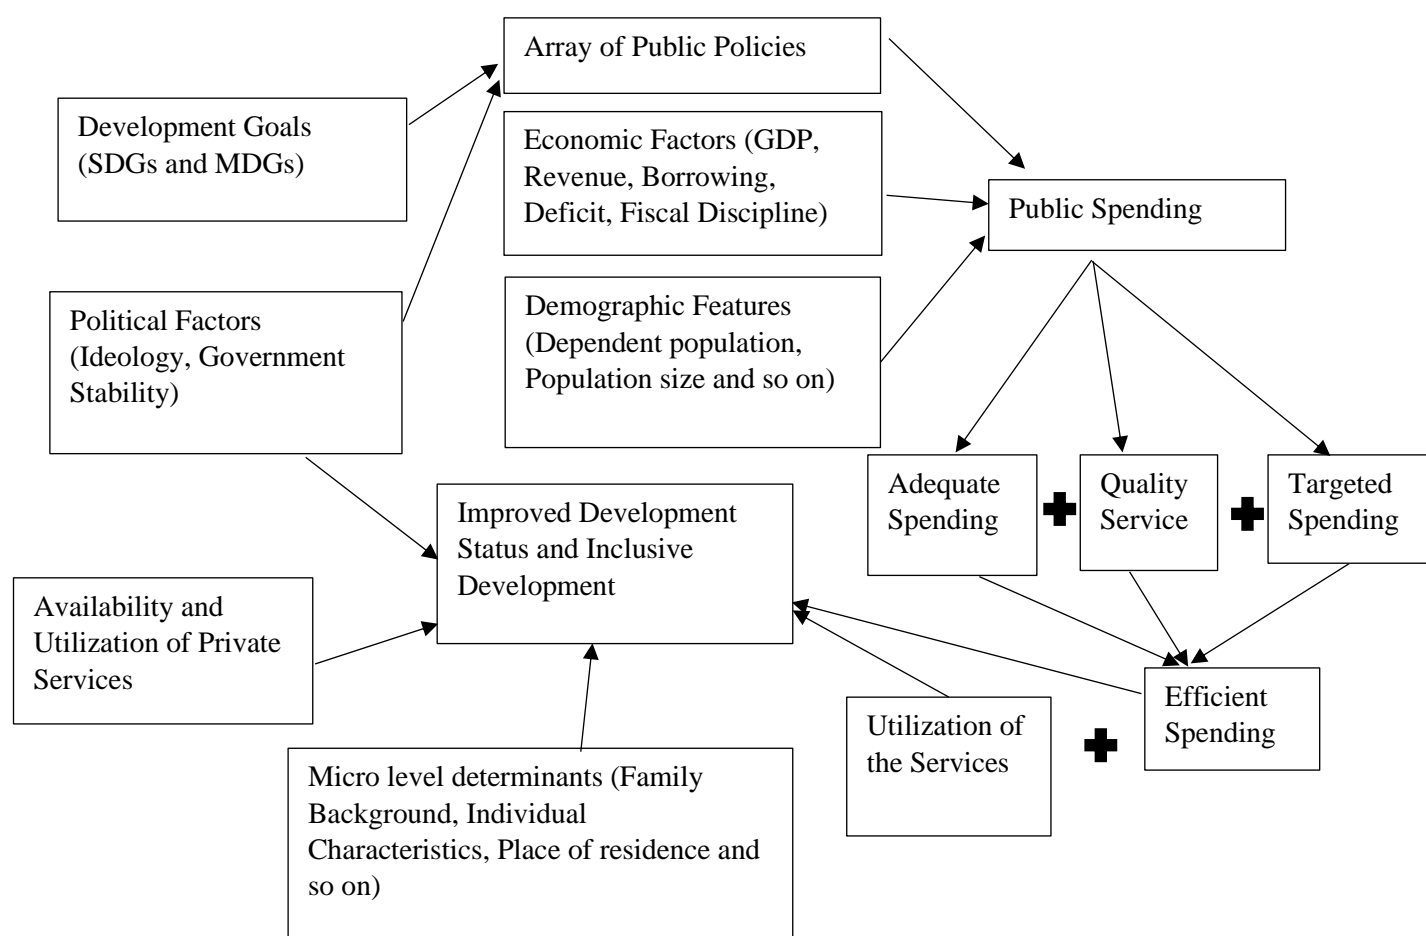 Array of Public Policies
Development Goals
(SDGs and MDGs)
Economic Factors (GDP,
Revenue, Borrowing,
Deficit, Fiscal Discipline)
Public Spending
Political Factors
(Ideology, Government
Stability)
Demographic Features
(Dependent population,
Population size and so on)
Adequate
Spending
Quality
Service
Targeted
Spending
Improved Development
Status and Inclusive
Development
Availability and
Utilization of Private
Services
Efficient
Spending
Utilization of
the Services
Micro level determinants (Family
Background, Individual
Characteristics, Place of residence and
so on)